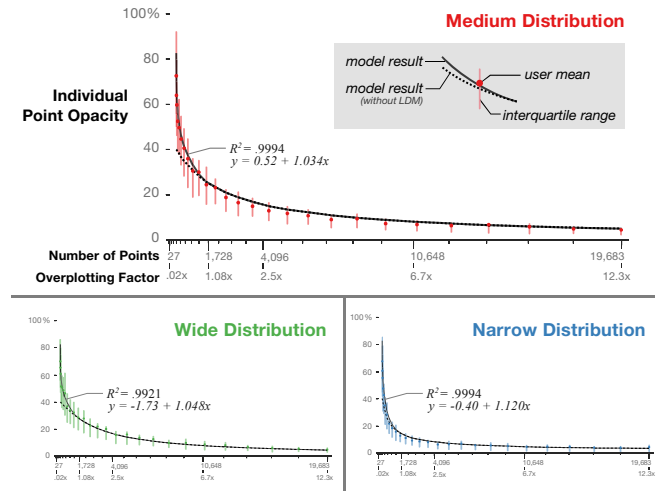 Medium Distribution
100%
80
60
40
20
0
Individual
Point Opacity
model result
model result
(without LDM)
user mean
interquartile range
R² = .9994
y = 0.52 + 1.034x
Number of Points
27 1,728 4,096 10,648 19,683
Overplotting Factor
.02x 1.08x 2.5x 6.7x 12.3x
Wide Distribution
100%
80
60
40
20
0
R² = .9921
y = -1.73 + 1.048x
27 1,728 4,096 10,648 19,683
.02x 1.08x 2.5x 6.7x 12.3x
Narrow Distribution
100%
80
60
40
20
0
R² = .9994
y = -0.40 + 1.120x
27 1,728 4,096 10,648 19,683
.02x 1.08x 2.5x 6.7x 12.3x